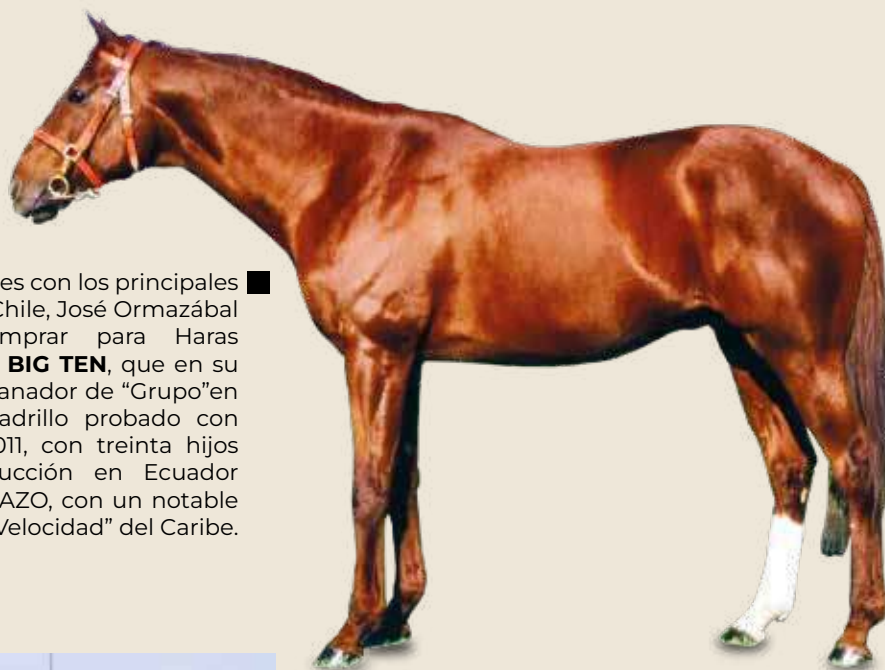 es con los principales
Chile, José Ormazábal
mprar para Haras
BIG TEN, que en su
anador de “Grupo”en
adrillo probado con
011, con treinta hijos
ucción en Ecuador
AZO, con un notable
Velocidad” del Caribe.